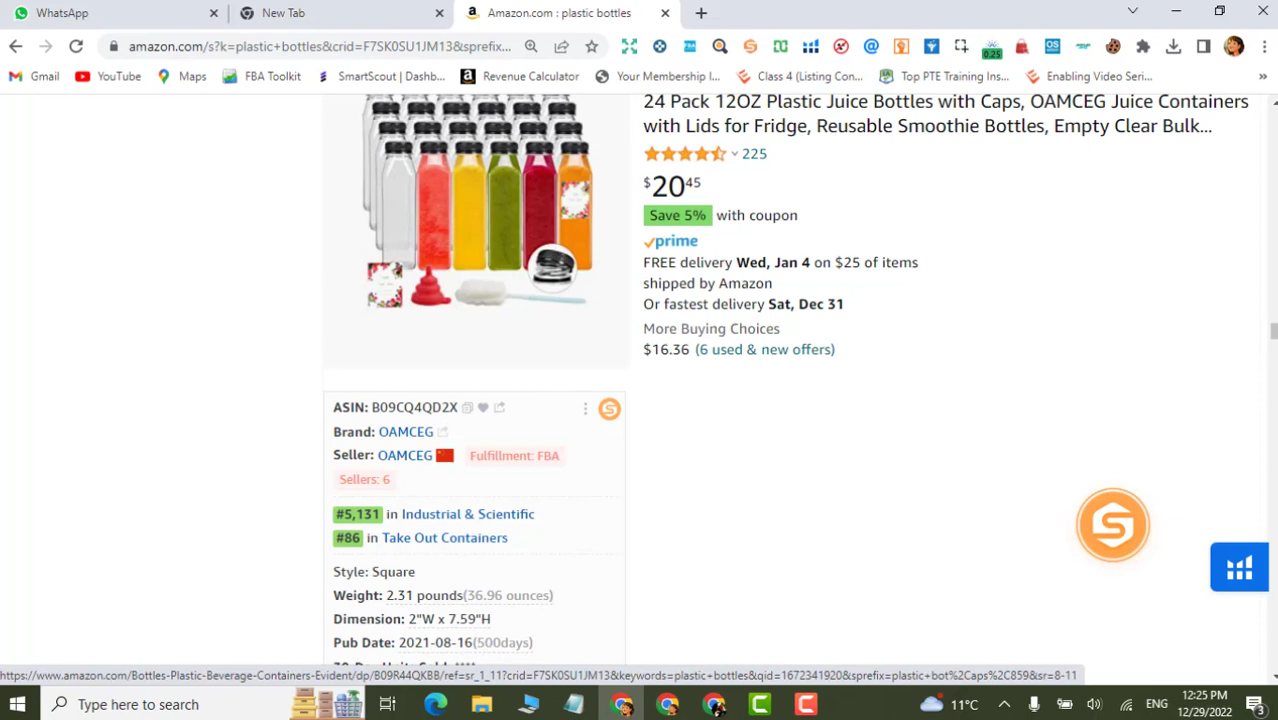 WhatsApp
New Tab
Amazon.com : plastic bottles
amazon.com/s?k=plastic+bottles&crid=F7SK0SU1JM13&sprefix...
0.25
Gmail
YouTube
Maps
FBA Toolkit
SmartScout | Dashb...
Revenue Calculator
Your Membership I...
Class 4 (Listing Con...
Top PTE Training Ins...
Enabling Video Seri...
24 Pack 12OZ Plastic Juice Bottles with Caps, OAMCEG Juice Containers
with Lids for Fridge, Reusable Smoothie Bottles, Empty Clear Bulk...
225
$20.45
Save 5% with coupon
prime
FREE delivery Wed, Jan 4 on $25 of items
shipped by Amazon
Or fastest delivery Sat, Dec 31
More Buying Choices
$16.36 (6 used & new offers)
ASIN: B09CQ4QD2X
Brand: OAMCEG
Seller: OAMCEG Fulfillment: FBA
Sellers: 6
#5,131 in Industrial & Scientific
#86 in Take Out Containers
Style: Square
Weight: 2.31 pounds(36.96 ounces)
Dimension: 2"W x 7.59"H
Pub Date: 2021-08-16(500days)
https://www.amazon.com/Bottles-Plastic-Beverage-Containers-Evident/dp/B09R44QKBB/ref=sr_1_11?crid=F7SK0SU1JM13&keywords=plastic+bottles&qid=1672341920&sprefix=plastic+bot%2Caps%2C859&sr=8-11
Type here to search
11°C
ENG
12:25 PM
12/29/2022
3